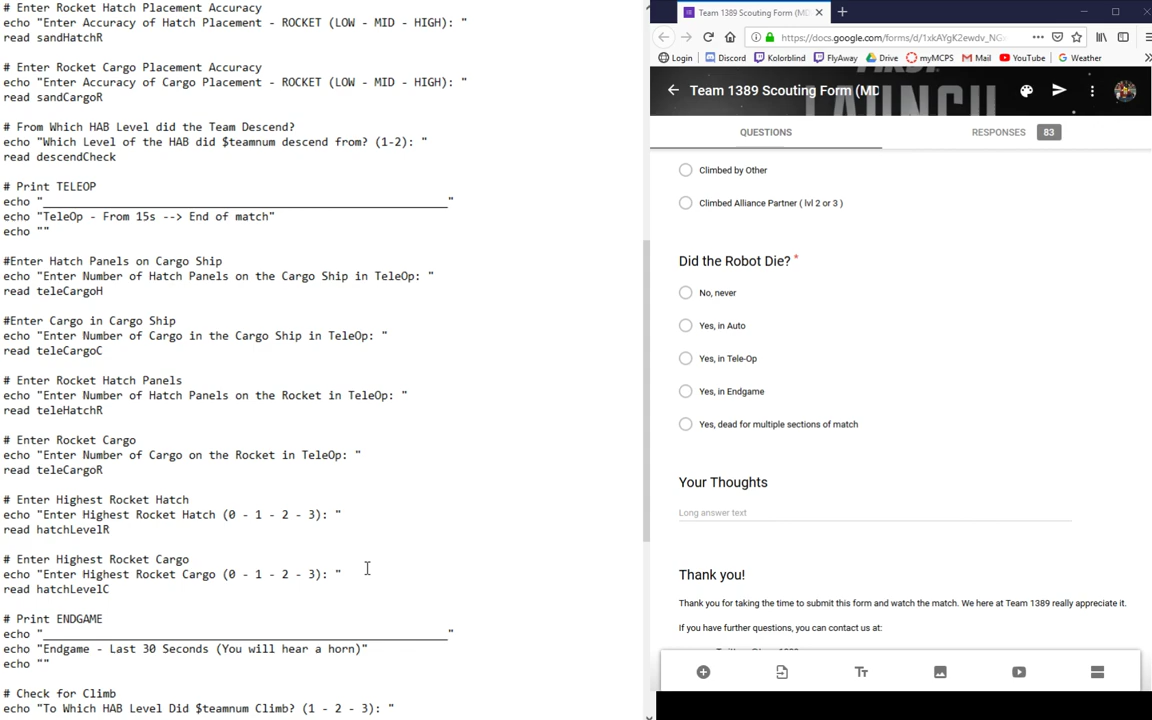 # Enter Rocket Hatch Placement Accuracy
echo "Enter Accuracy of Hatch Placement - ROCKET (LOW - MID - HIGH): "
read sandHatchR
# Enter Rocket Cargo Placement Accuracy
echo "Enter Accuracy of Cargo Placement - ROCKET (LOW - MID - HIGH): "
read sandCargoR
# From Which HAB Level did the Team Descend?
echo "Which Level of the HAB did $teamnum descend from? (1-2): "
read descendCheck
# Print TELEOP
echo "______________________________________________________________"
echo "TeleOp - From 15s --> End of match"
echo ""
#Enter Hatch Panels on Cargo Ship
echo "Enter Number of Hatch Panels on the Cargo Ship in TeleOp: "
read teleCargoH
#Enter Cargo in Cargo Ship
echo "Enter Number of Cargo in the Cargo Ship in TeleOp: "
read teleCargoC
# Enter Rocket Hatch Panels
echo "Enter Number of Hatch Panels on the Rocket in TeleOp: "
read teleHatchR
# Enter Rocket Cargo
echo "Enter Number of Cargo on the Rocket in TeleOp: "
read teleCargoR
# Enter Highest Rocket Hatch
echo "Enter Highest Rocket Hatch (0 - 1 - 2 - 3): "
read hatchLevelR
# Enter Highest Rocket Cargo
echo "Enter Highest Rocket Cargo (0 - 1 - 2 - 3): "
read hatchLevelC
# Print ENDGAME
echo "______________________________________________________________"
echo "Endgame - Last 30 Seconds (You will hear a horn)"
echo ""
# Check for Climb
echo "To Which HAB Level Did $teamnum Climb? (1 - 2 - 3): "
Team 1389 Scouting Form (MD
https://docs.google.com/forms/d/1xkAYgK2ewdv_NG
Login Discord Kolorblind FlyAway Drive myMCPS Mail YouTube Weather
FIRST
LAUNCH
Team 1389 Scouting Form (MD
QUESTIONS RESPONSES 83
Climbed by Other
Climbed Alliance Partner ( lvl 2 or 3 )
Did the Robot Die? *
No, never
Yes, in Auto
Yes, in Tele-Op
Yes, in Endgame
Yes, dead for multiple sections of match
Your Thoughts
Long answer text
Thank you!
Thank you for taking the time to submit this form and watch the match. We here at Team 1389 really appreciate it.
If you have further questions, you can contact us at: